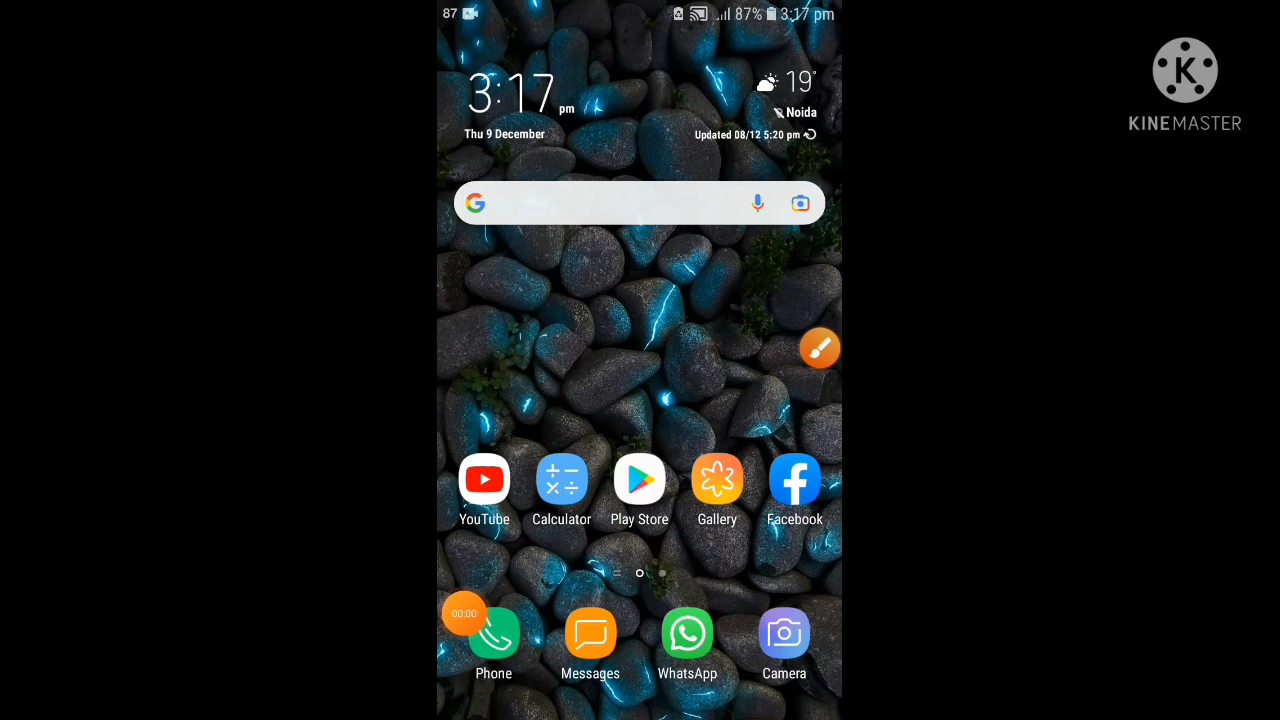 87
87% 3:17 pm
3:17 pm
19°
Noida
Thu 9 December
Updated 08/12 5:20 pm
K
KINEMASTER
YouTube
Calculator
Play Store
Gallery
Facebook
00:00
Phone
Messages
WhatsApp
Camera